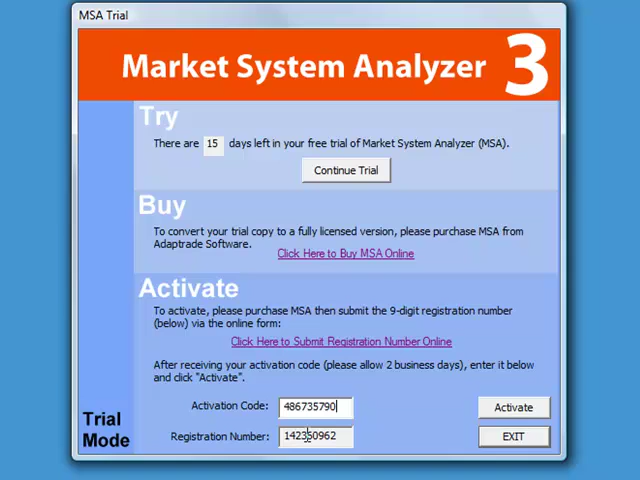 MSA Trial
Market System Analyzer 3
Try
There are 15 days left in your free trial of Market System Analyzer (MSA).
Continue Trial
Buy
To convert your trial copy to a fully licensed version, please purchase MSA from
Adaptrade Software.
Click Here to Buy MSA Online
Activate
To activate, please purchase MSA then submit the 9-digit registration number
(below) via the online form:
Click Here to Submit Registration Number Online
After receiving your activation code (please allow 2 business days), enter it below
and click "Activate".
Activation Code: 486735790 Activate
Registration Number: 142350962 EXIT
Trial
Mode